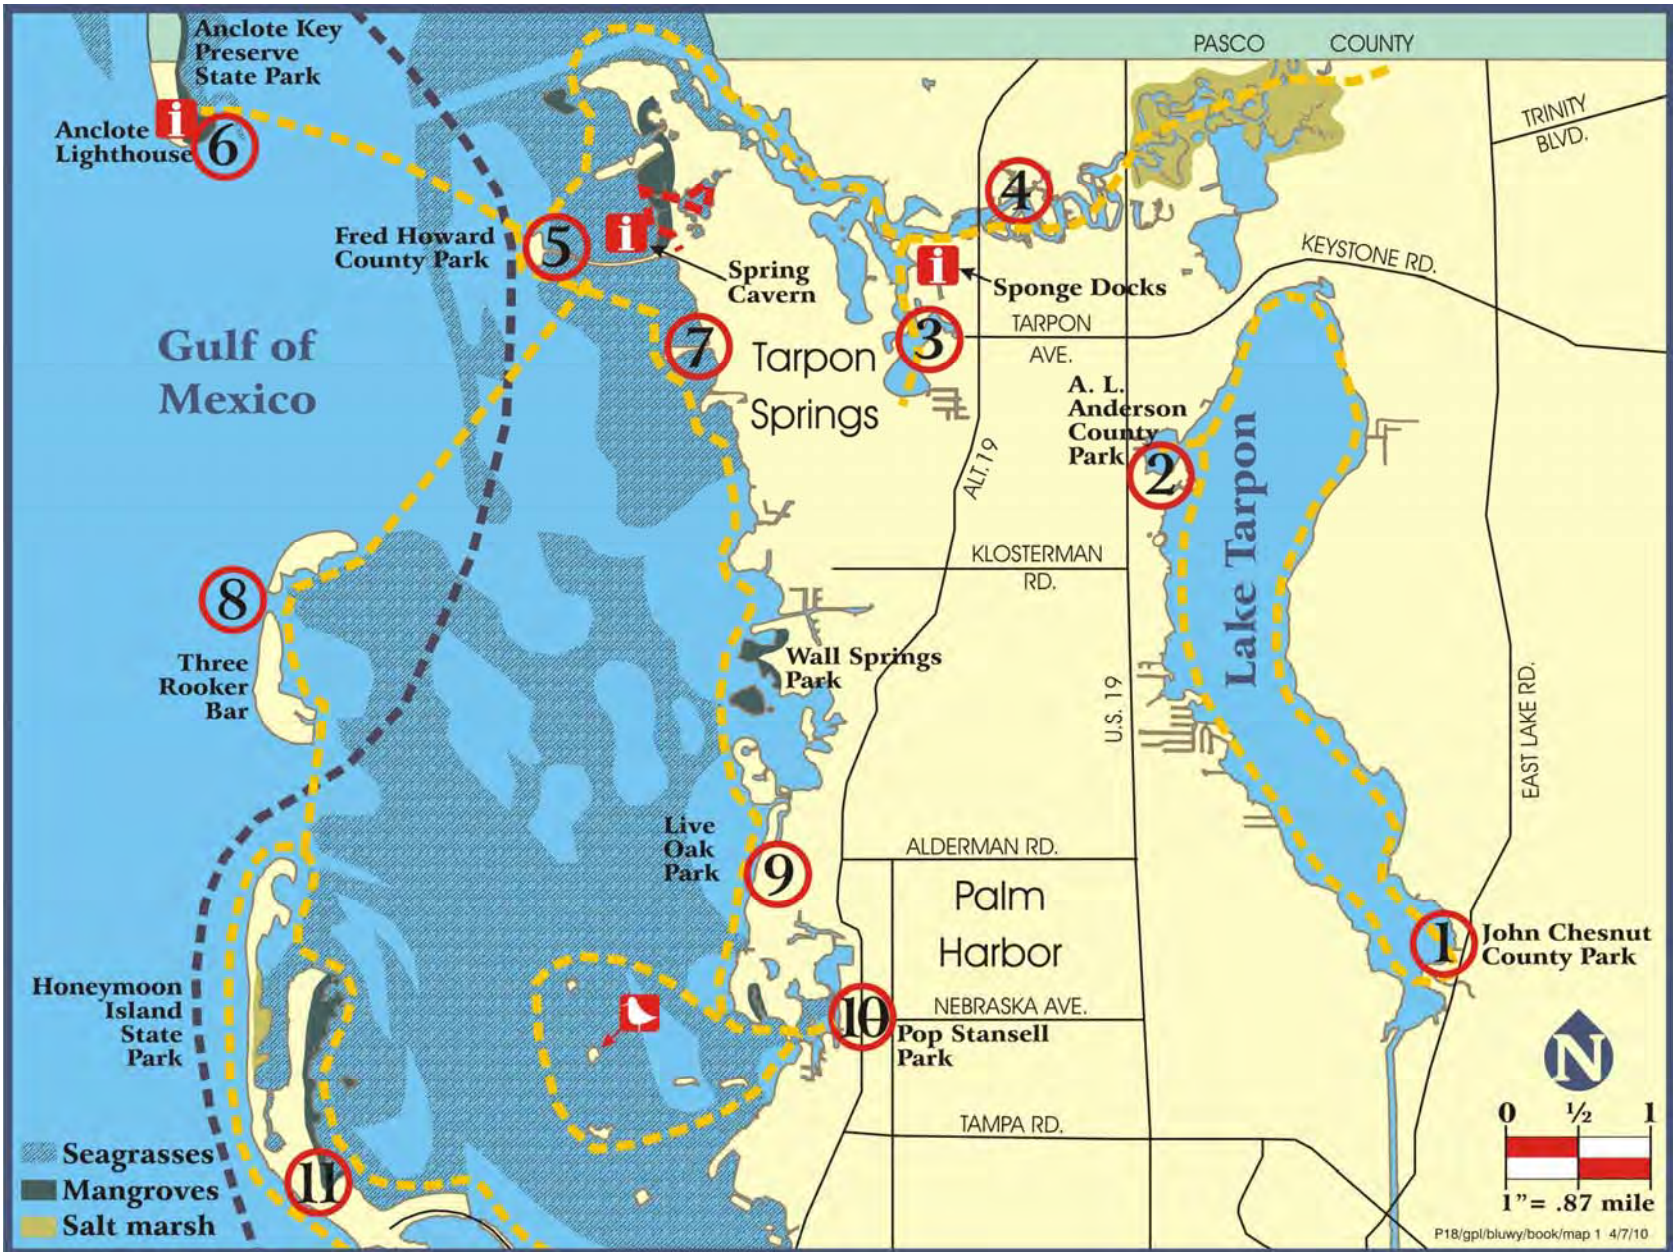 Anclote Key
Preserve
State Park
PASCO COUNTY
TRINITY
BLVD.
i
Anclote
Lighthouse
6
4
Fred Howard
County Park
5
i
Spring
Cavern
i
Sponge Docks
KEYSTONE RD.
Gulf of
Mexico
7
Tarpon
Springs
3
TARPON
AVE.
A. L.
Anderson
County
Park
2
ALT.19
Lake Tarpon
KLOSTERMAN
RD.
8
Three
Rooker
Bar
Wall Springs
Park
U.S. 19
EAST LAKE RD.
Live
Oak
Park
9
ALDERMAN RD.
Palm
Harbor
1
John Chesnut
County Park
Honeymoon
Island
State
Park
10
NEBRASKA AVE.
Pop Stansell
Park
N
TAMPA RD.
11
Seagrasses
Mangroves
Salt marsh
0 ½ 1
1”= .87 mile
P18/gpl/bluwy/book/map 1 4/7/10